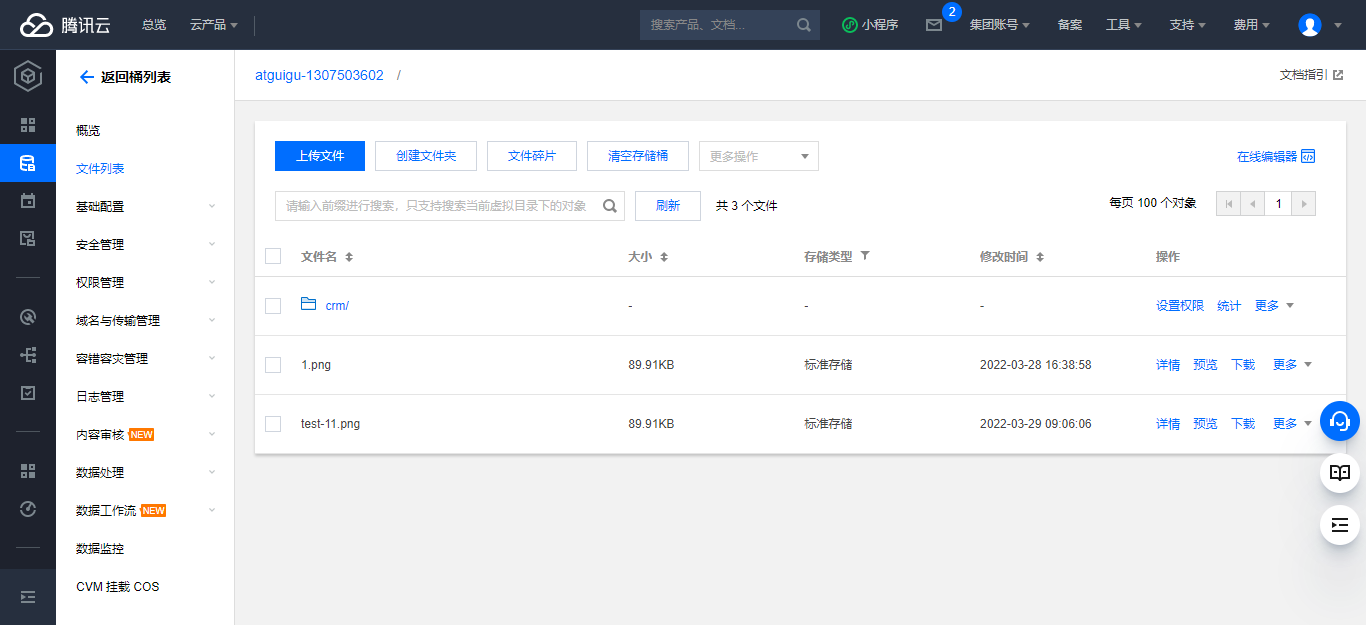 腾讯云 总览 云产品 搜索产品、文档... 小程序 2 集团账号 备案 工具 支持 费用
返回桶列表
atguigu-1307503602 /
文档指引
概览
文件列表
基础配置
安全管理
权限管理
域名与传输管理
容错容灾管理
日志管理
内容审核 NEW
数据处理
数据工作流 NEW
数据监控
CVM 挂载 COS
上传文件 创建文件夹 文件碎片 清空存储桶 更多操作 在线编辑器
请输入前缀进行搜索，只支持搜索当前虚拟目录下的对象 刷新 共 3 个文件 每页 100 个对象 1
文件名 大小 存储类型 修改时间 操作
crm/ - - - 设置权限 统计 更多
1.png 89.91KB 标准存储 2022-03-28 16:38:58 详情 预览 下载 更多
test-11.png 89.91KB 标准存储 2022-03-29 09:06:06 详情 预览 下载 更多